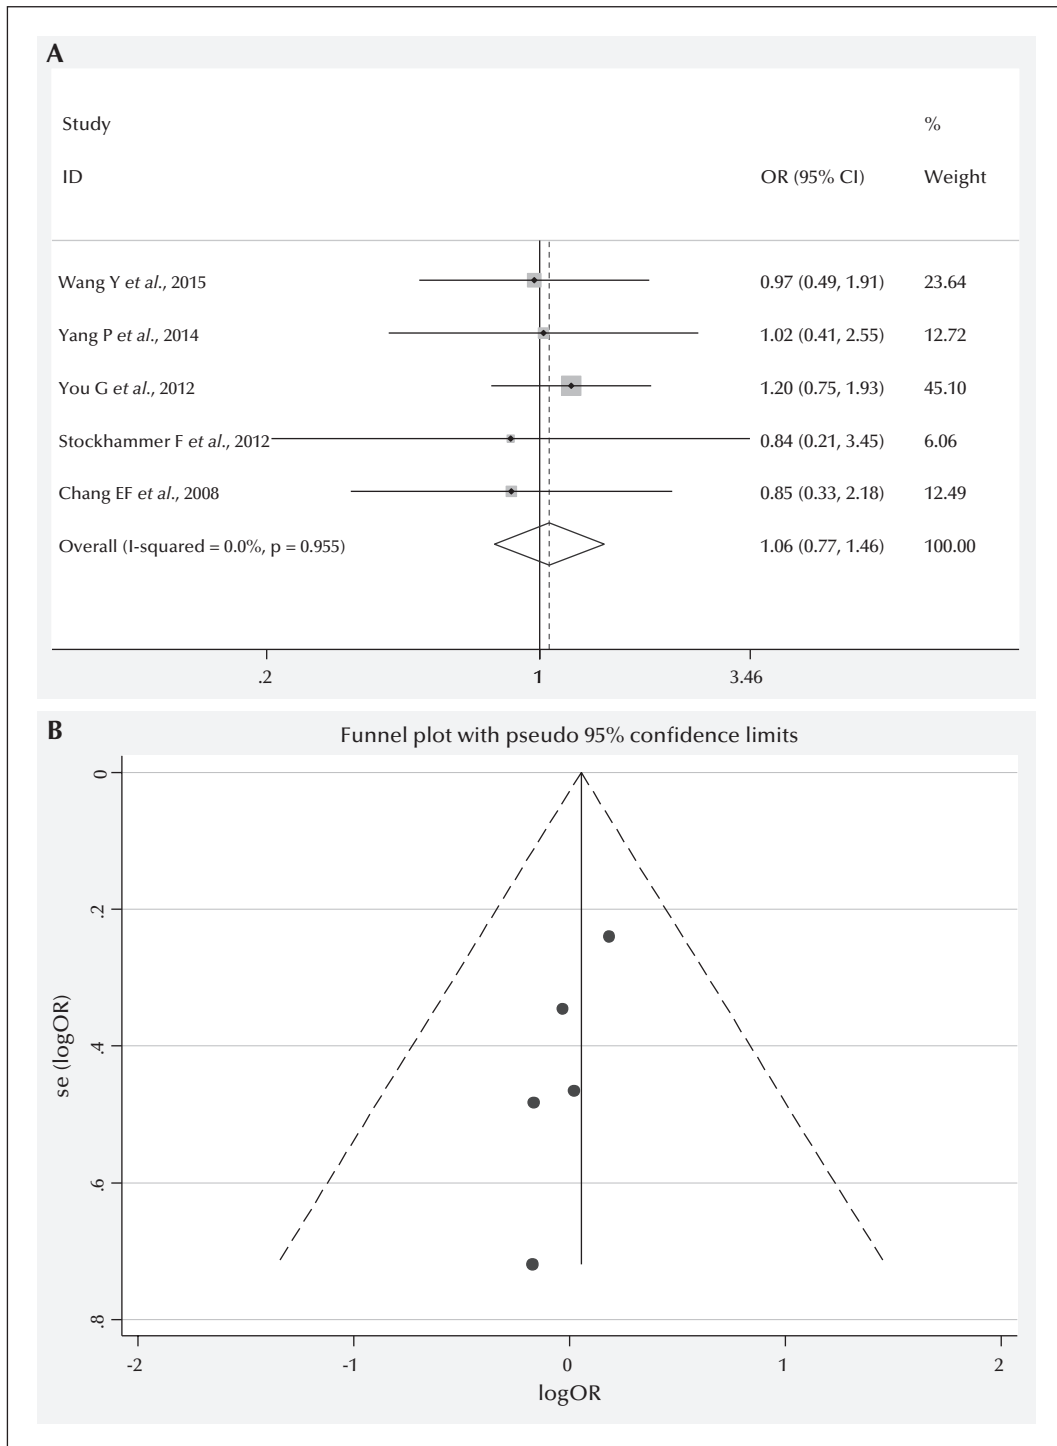 A
Study %
ID OR (95% CI) Weight
Wang Y et al., 2015 0.97 (0.49, 1.91) 23.64
Yang P et al., 2014 1.02 (0.41, 2.55) 12.72
You G et al., 2012 1.20 (0.75, 1.93) 45.10
Stockhammer F et al., 2012 0.84 (0.21, 3.45) 6.06
Chang EF et al., 2008 0.85 (0.33, 2.18) 12.49
Overall (I-squared = 0.0%, p = 0.955) 1.06 (0.77, 1.46) 100.00
.2 1 3.46
B
Funnel plot with pseudo 95% confidence limits
0
.2
.4
.6
.8
se (logOR)
-2 -1 0 1 2
logOR